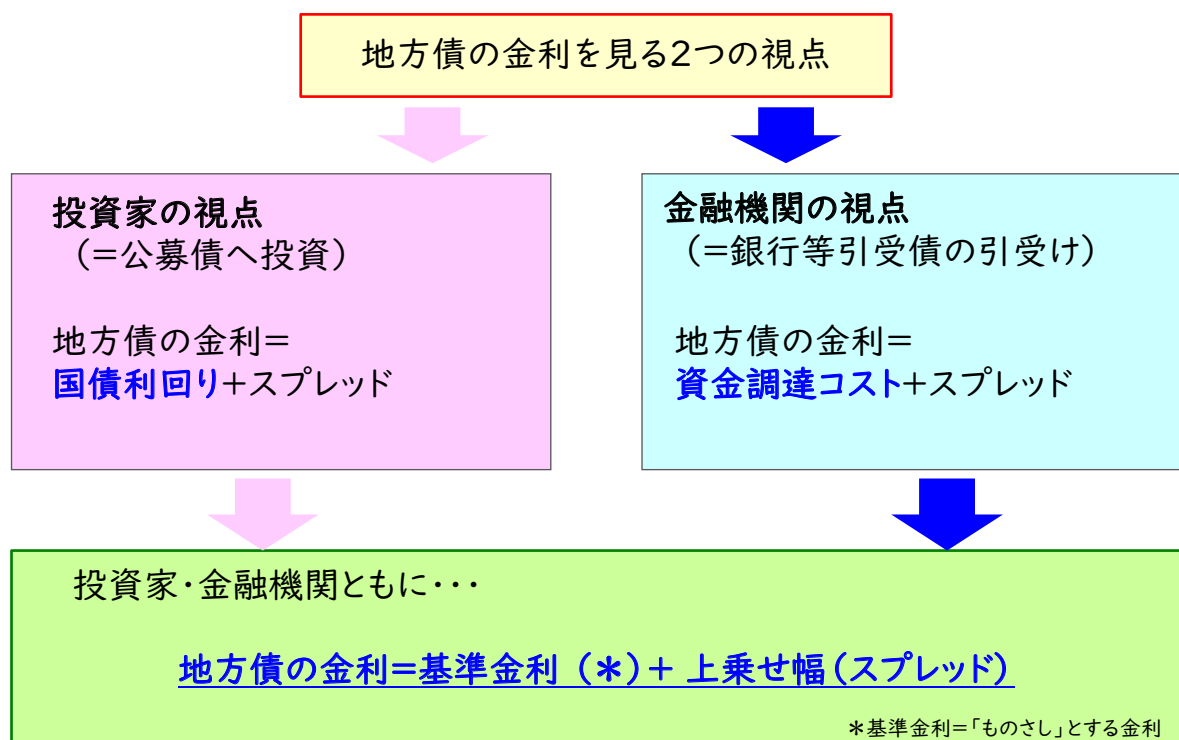 地方債の金利を見る2つの視点
投資家の視点
（＝公募債へ投資）
地方債の金利＝
国債利回り＋スプレッド
金融機関の視点
（＝銀行等引受債の引受け）
地方債の金利＝
資金調達コスト＋スプレッド
投資家・金融機関ともに・・・
地方債の金利＝基準金利（＊）＋ 上乗せ幅（スプレッド）
＊基準金利＝「ものさし」とする金利